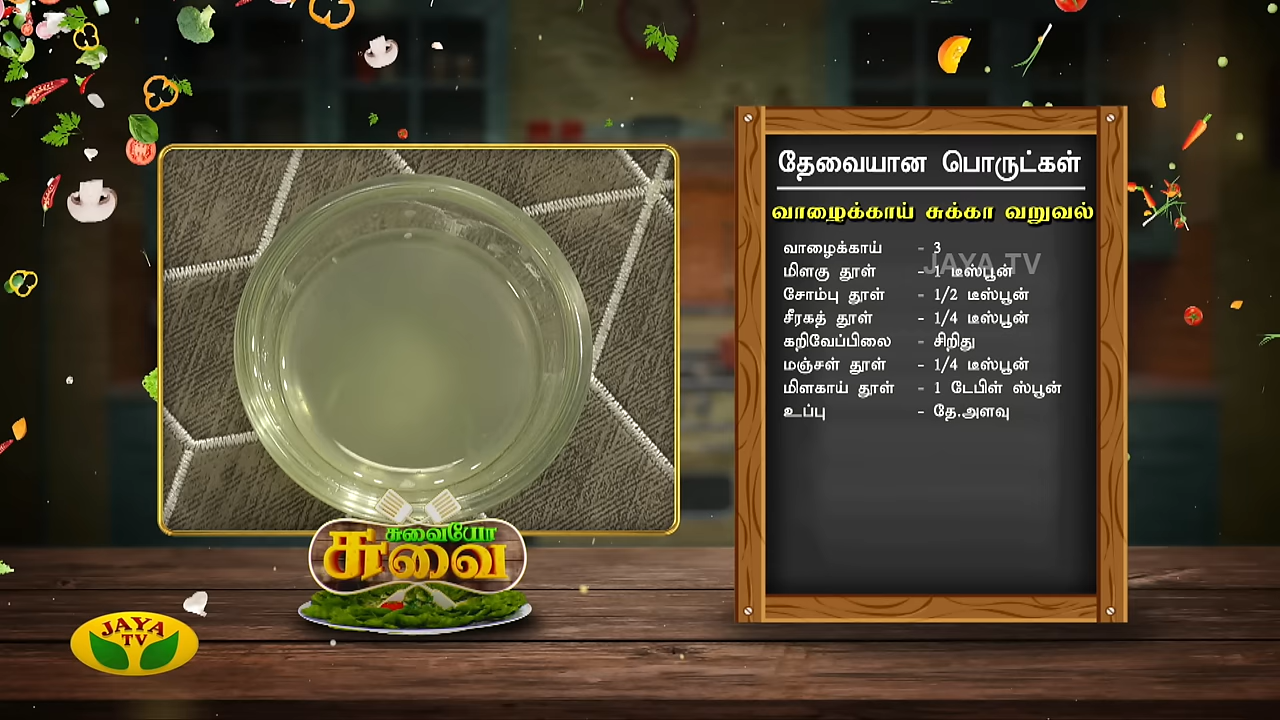 தேவையான பொருட்கள்
வாழைக்காய் சுக்கா வறுவல்
வாழைக்காய் - 3
JAYA TV
மிளகு தூள் - 1 டீஸ்பூன்
சோம்பு தூள் - 1/2 டீஸ்பூன்
சீரகத் தூள் - 1/4 டீஸ்பூன்
கறிவேப்பிலை - சிறிது
மஞ்சள் தூள் - 1/4 டீஸ்பூன்
மிளகாய் தூள் - 1 டேபிள் ஸ்பூன்
உப்பு - தே.அளவு
சுவையோ
சுவை
JAYA
TV